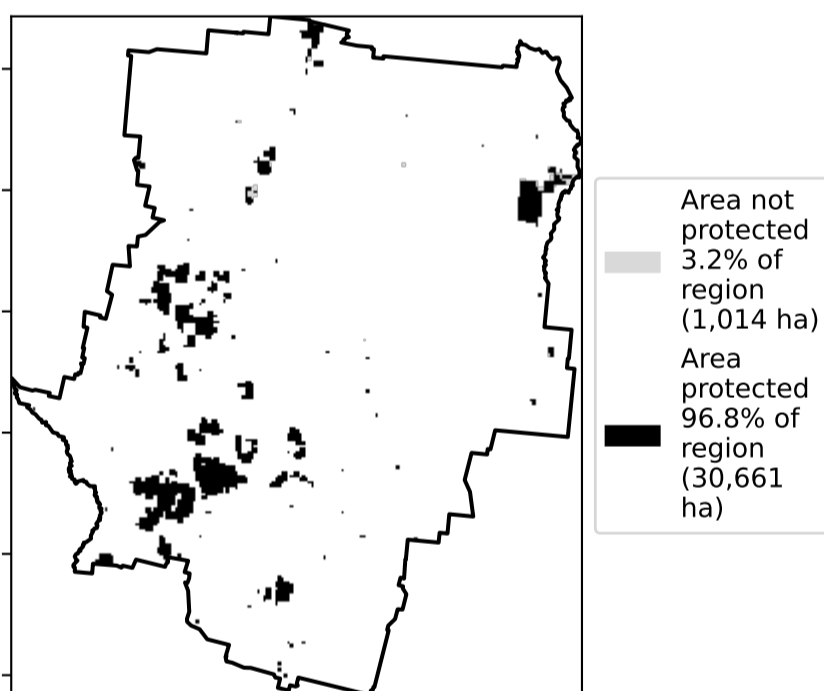 Area not
protected
3.2% of
region
(1,014 ha)
Area
protected
96.8% of
region
(30,661
ha)